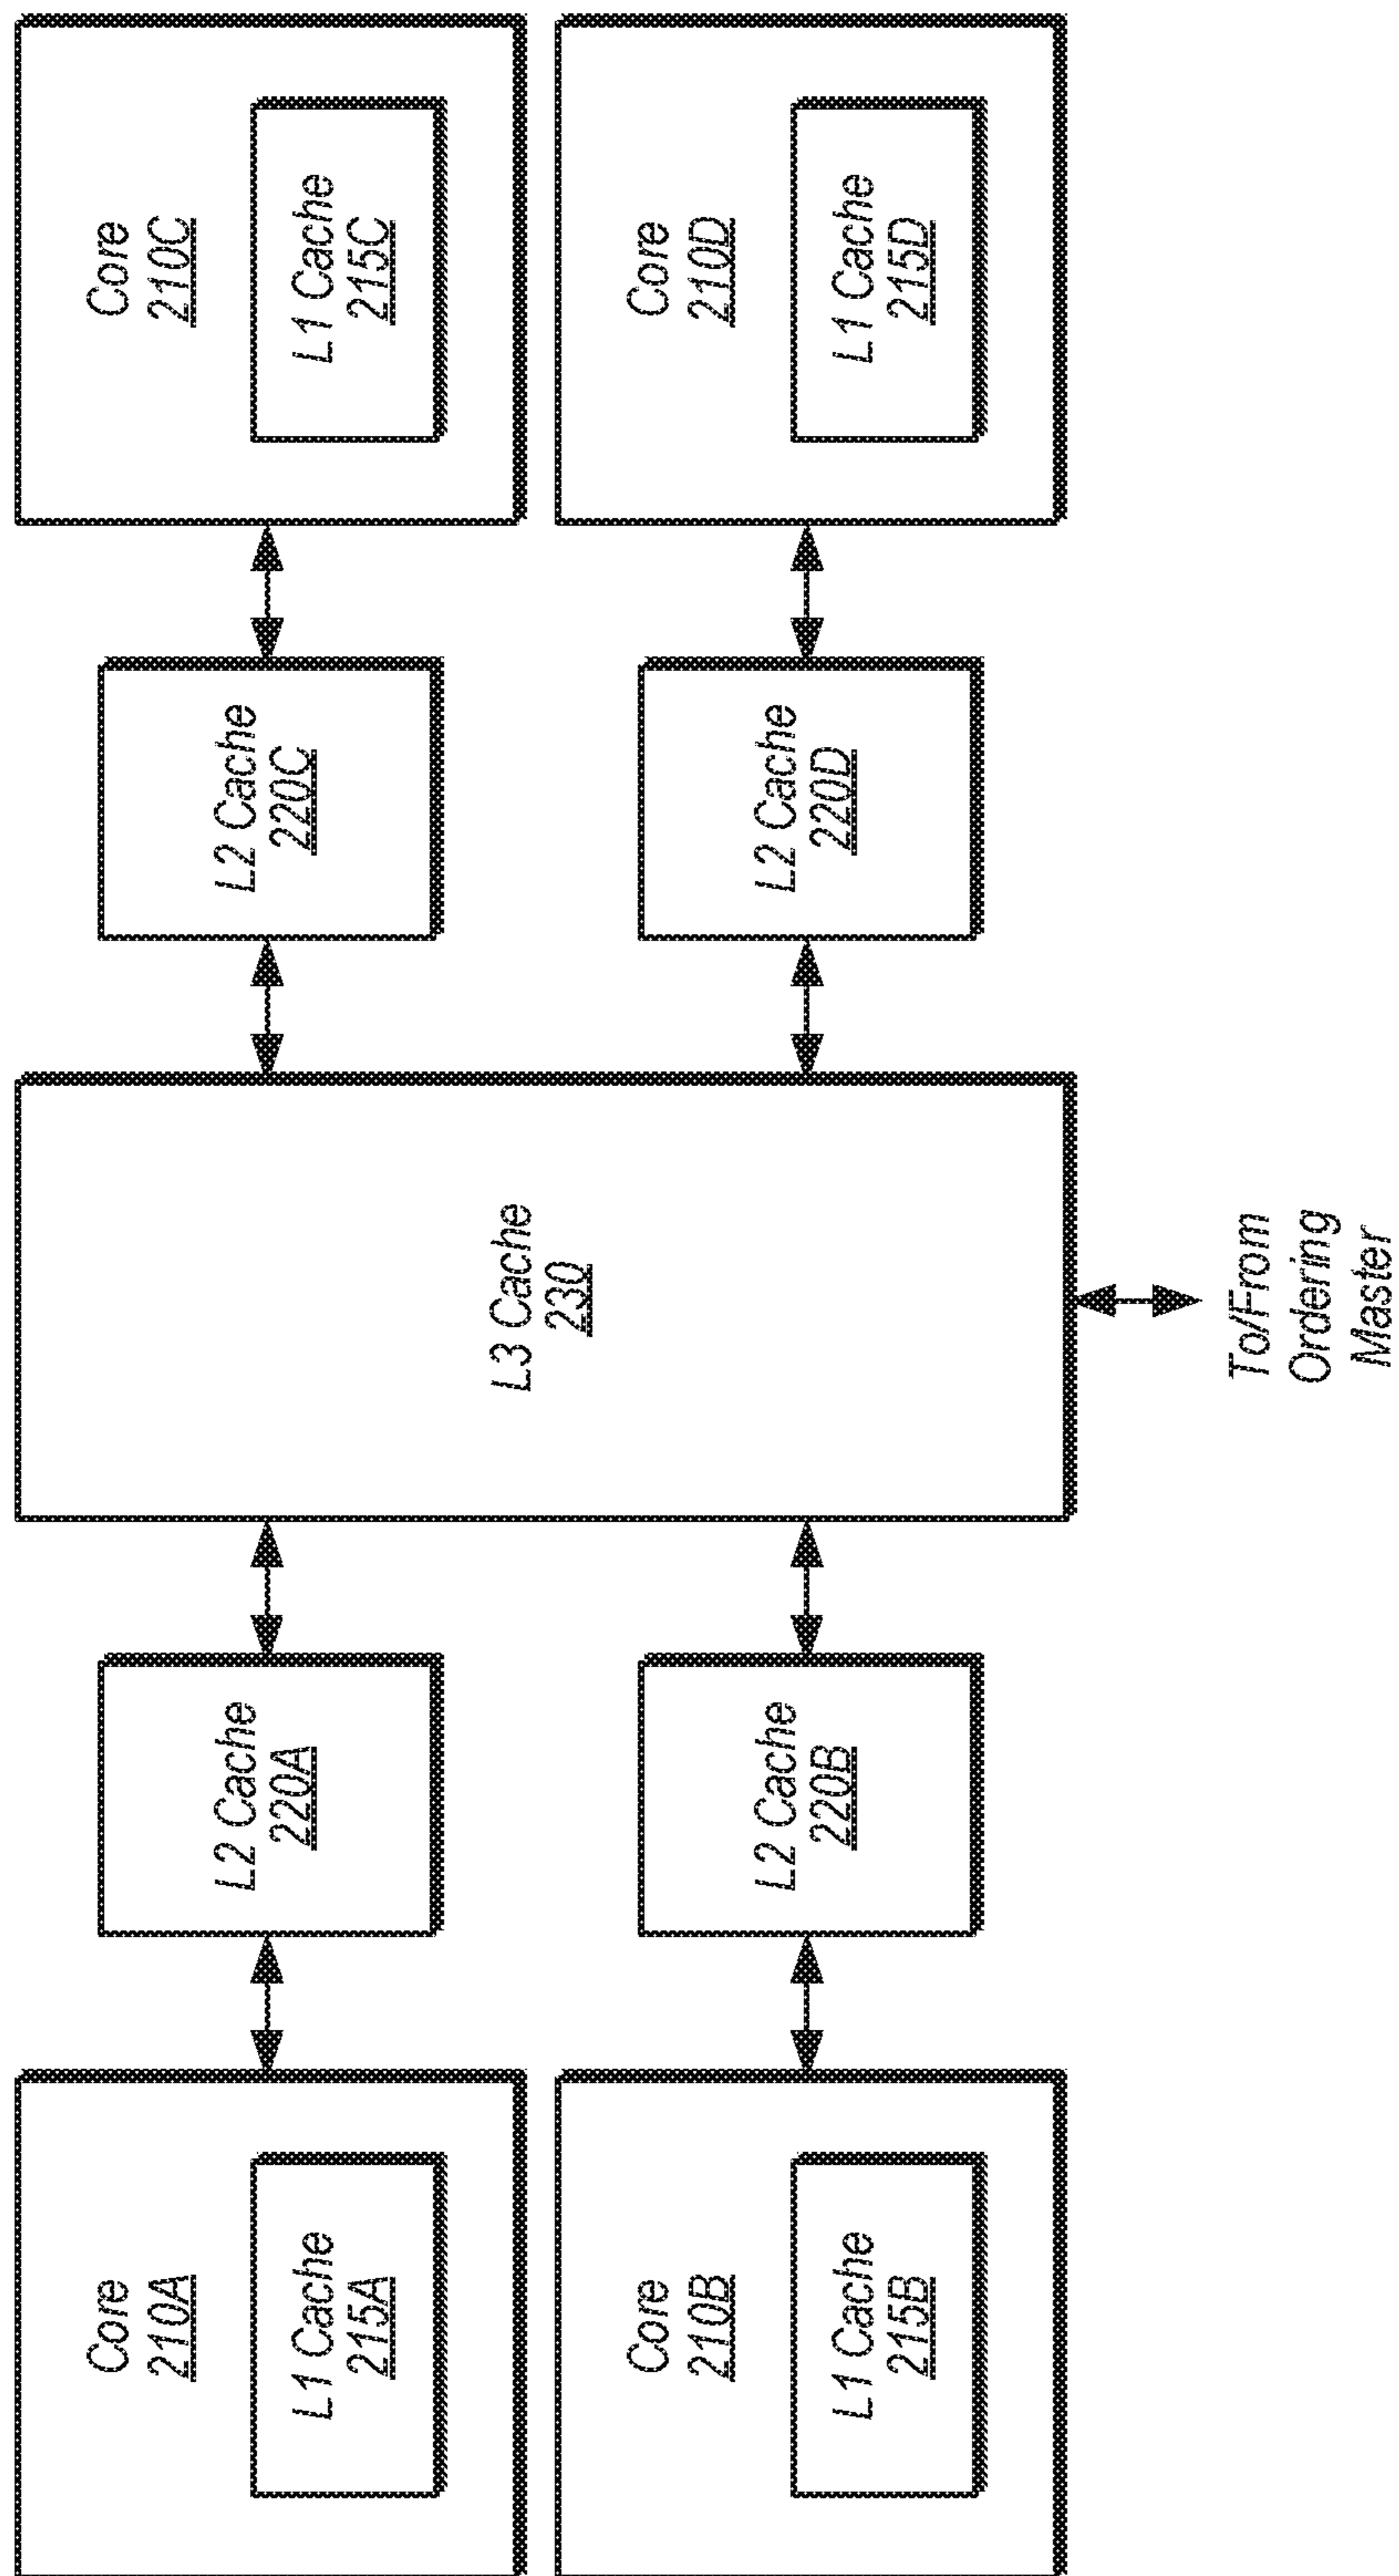 Core
210A
L1 Cache
215A
L2 Cache
220A
L3 Cache
230
L2 Cache
220C
Core
210C
L1 Cache
215C
Core
210B
L1 Cache
215B
L2 Cache
220B
L2 Cache
220D
Core
210D
L1 Cache
215D
To/From
Ordering
Master